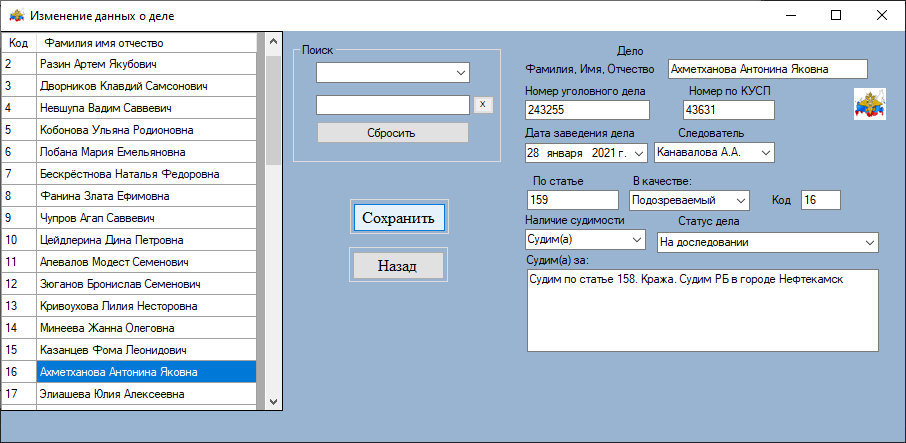 Изменение данных о деле
Код Фамилия имя отчество
2 Разин Артем Якубович
3 Дворников Клавдий Самсонович
4 Невшупа Вадим Саввевич
5 Кобонова Ульяна Родионовна
6 Лобана Мария Емельяновна
7 Бескрёстнова Наталья Федоровна
8 Фанина Злата Ефимовна
9 Чупров Агап Саввевич
10 Цейдлерина Дина Петровна
11 Апевалов Модест Семенович
12 Зюганов Бронислав Семенович
13 Кривоухова Лилия Несторовна
14 Минеева Жанна Олеговна
15 Казанцев Фома Леонидович
16 Ахметханова Антонина Яковна
17 Элиашева Юлия Алексеевна
Поиск
x
Сбросить
Сохранить
Назад
Дело
Фамилия, Имя, Отчество Ахметханова Антонина Яковна
Номер уголовного дела Номер по КУСП
243255 43631
Дата заведения дела Следователь
28 января 2021 г. Канавалова А.А.
По статье В качестве:
159 Подозреваемый Код 16
Наличие судимости Статус дела
Судим(а) На доследовании
Судим(а) за:
Судим по статье 158. Кража. Судим РБ в городе Нефтекамск